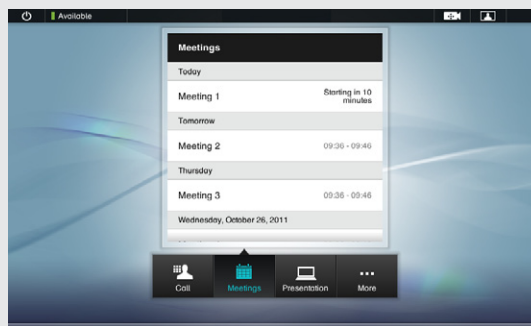 Available
Meetings
Today
Meeting 1 Starting in 10
minutes
Tomorrow
Meeting 2 09:36 - 09:46
Thursday
Meeting 3 09:36 - 09:46
Wednesday, October 26, 2011
Call Meetings Presentation More